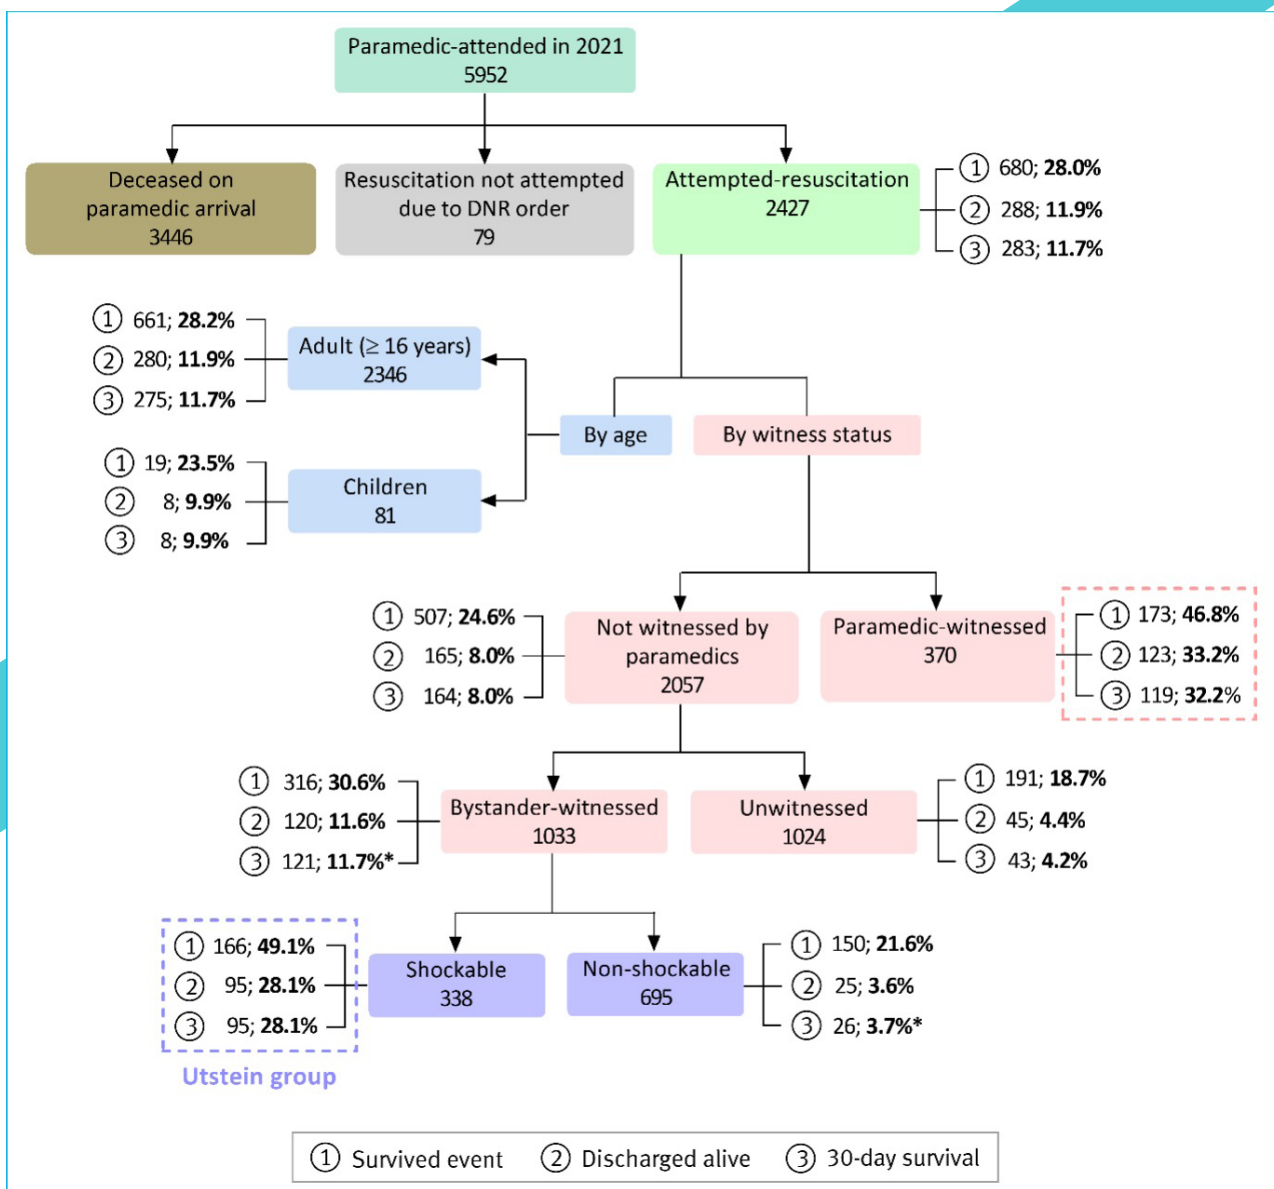 Paramedic-attended in 2021
5952
Deceased on
paramedic arrival
3446
Resuscitation not attempted
due to DNR order
79
Attempted-resuscitation
2427
① 680; 28.0%
② 288; 11.9%
③ 283; 11.7%
① 661; 28.2%
② 280; 11.9%
③ 275; 11.7%
Adult (≥ 16 years)
2346
By age
By witness status
① 19; 23.5%
② 8; 9.9%
③ 8; 9.9%
Children
81
① 507; 24.6%
② 165; 8.0%
③ 164; 8.0%
Not witnessed by
paramedics
2057
Paramedic-witnessed
370
① 173; 46.8%
② 123; 33.2%
③ 119; 32.2%
① 316; 30.6%
② 120; 11.6%
③ 121; 11.7%*
Bystander-witnessed
1033
Unwitnessed
1024
① 191; 18.7%
② 45; 4.4%
③ 43; 4.2%
① 166; 49.1%
② 95; 28.1%
③ 95; 28.1%
Utstein group
Shockable
338
Non-shockable
695
① 150; 21.6%
② 25; 3.6%
③ 26; 3.7%*
① Survived event ② Discharged alive ③ 30-day survival